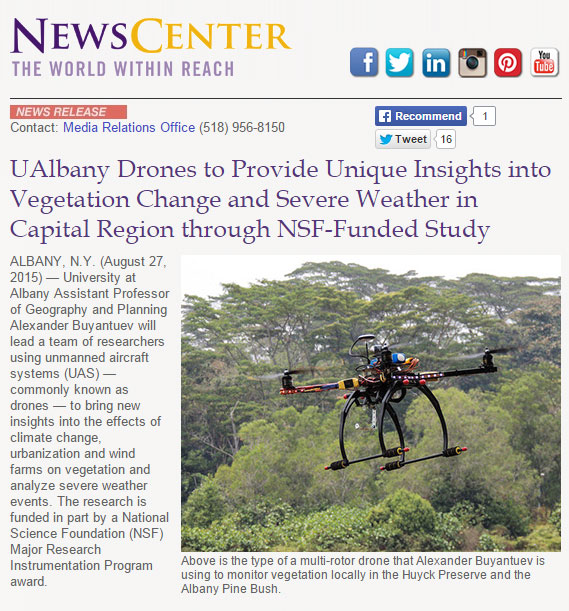 NEWSCENTER
THE WORLD WITHIN REACH
You
Tube
NEWS RELEASE
Contact: Media Relations Office (518) 956-8150
Recommend 1
Tweet 16
UAlbany Drones to Provide Unique Insights into
Vegetation Change and Severe Weather in
Capital Region through NSF-Funded Study
ALBANY, N.Y. (August 27,
2015) — University at
Albany Assistant Professor
of Geography and Planning
Alexander Buyantuev will
lead a team of researchers
using unmanned aircraft
systems (UAS) —
commonly known as
drones — to bring new
insights into the effects of
climate change,
urbanization and wind
farms on vegetation and
analyze severe weather
events. The research is
funded in part by a National
Science Foundation (NSF)
Major Research
Instrumentation Program
award.
Above is the type of a multi-rotor drone that Alexander Buyantuev is
using to monitor vegetation locally in the Huyck Preserve and the
Albany Pine Bush.